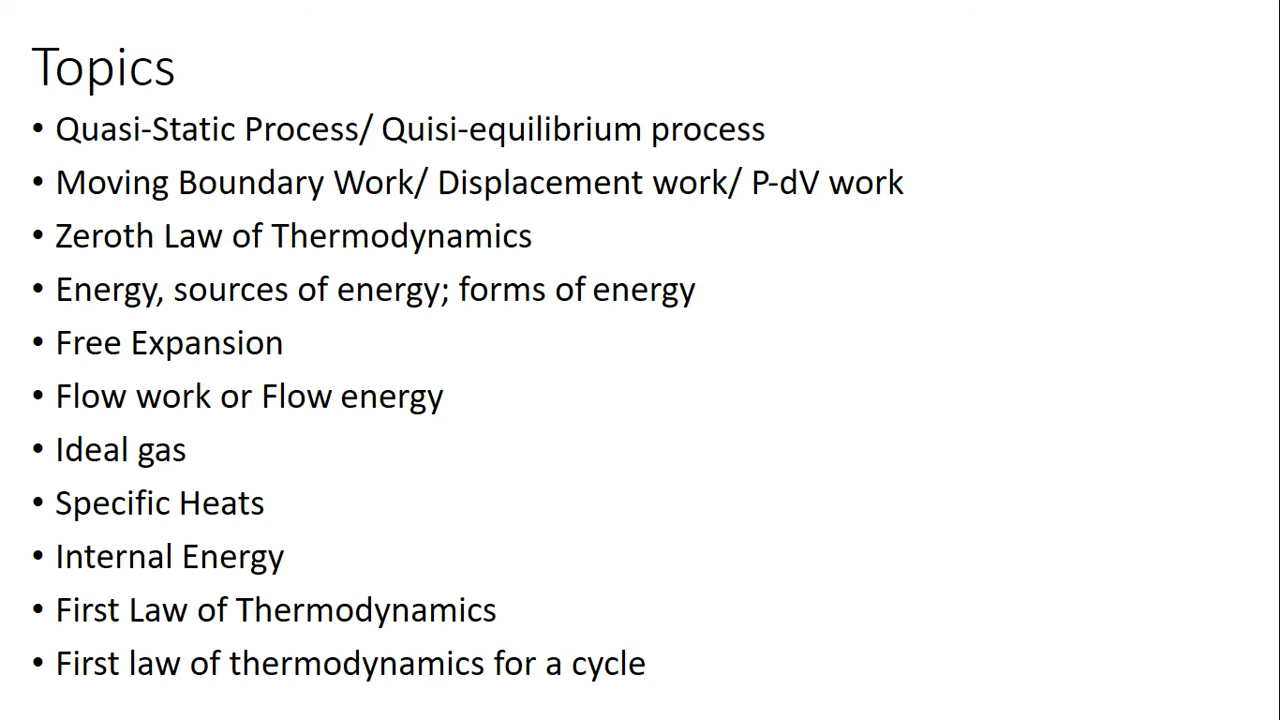 Topics
• Quasi-Static Process/ Quisi-equilibrium process
• Moving Boundary Work/ Displacement work/ P-dV work
• Zeroth Law of Thermodynamics
• Energy, sources of energy; forms of energy
• Free Expansion
• Flow work or Flow energy
• Ideal gas
• Specific Heats
• Internal Energy
• First Law of Thermodynamics
• First law of thermodynamics for a cycle